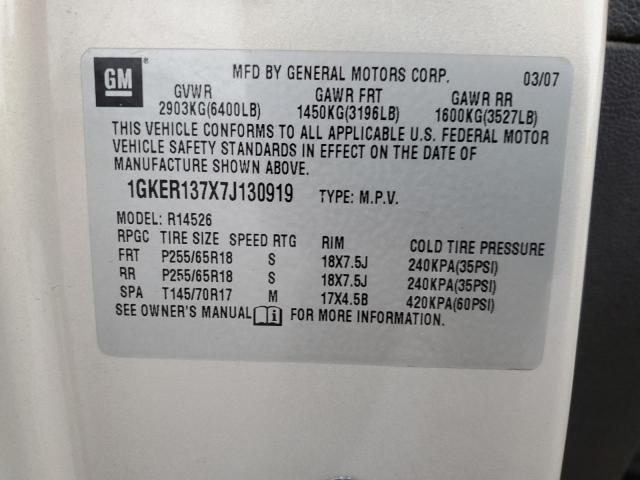 GM
MFD BY GENERAL MOTORS CORP. 03/07
GVWR GAWR FRT GAWR RR
2903KG(6400LB) 1450KG(3196LB) 1600KG(3527LB)
THIS VEHICLE CONFORMS TO ALL APPLICABLE U.S. FEDERAL MOTOR
VEHICLE SAFETY STANDARDS IN EFFECT ON THE DATE OF
MANUFACTURE SHOWN ABOVE.
1GKER137X7J130919 TYPE: M.P.V.
MODEL: R14526
RPGC TIRE SIZE SPEED RTG RIM COLD TIRE PRESSURE
FRT P255/65R18 S 18X7.5J 240KPA(35PSI)
RR P255/65R18 S 18X7.5J 240KPA(35PSI)
SPA T145/70R17 M 17X4.5B 420KPA(60PSI)
SEE OWNER'S MANUAL i FOR MORE INFORMATION.